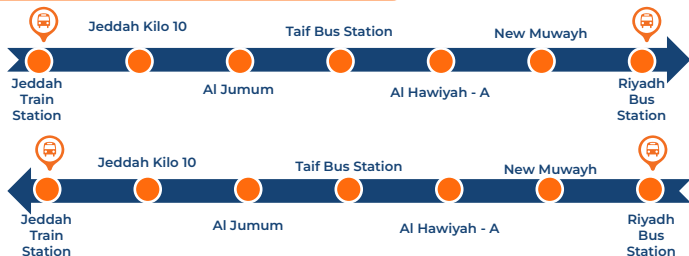 Jeddah Kilo 10
Taif Bus Station
New Muwayh
Jeddah
Train
Station
Al Jumum
Al Hawiyah - A
Riyadh
Bus
Station
Jeddah Kilo 10
Taif Bus Station
New Muwayh
Jeddah
Train
Station
Al Jumum
Al Hawiyah - A
Riyadh
Bus
Station